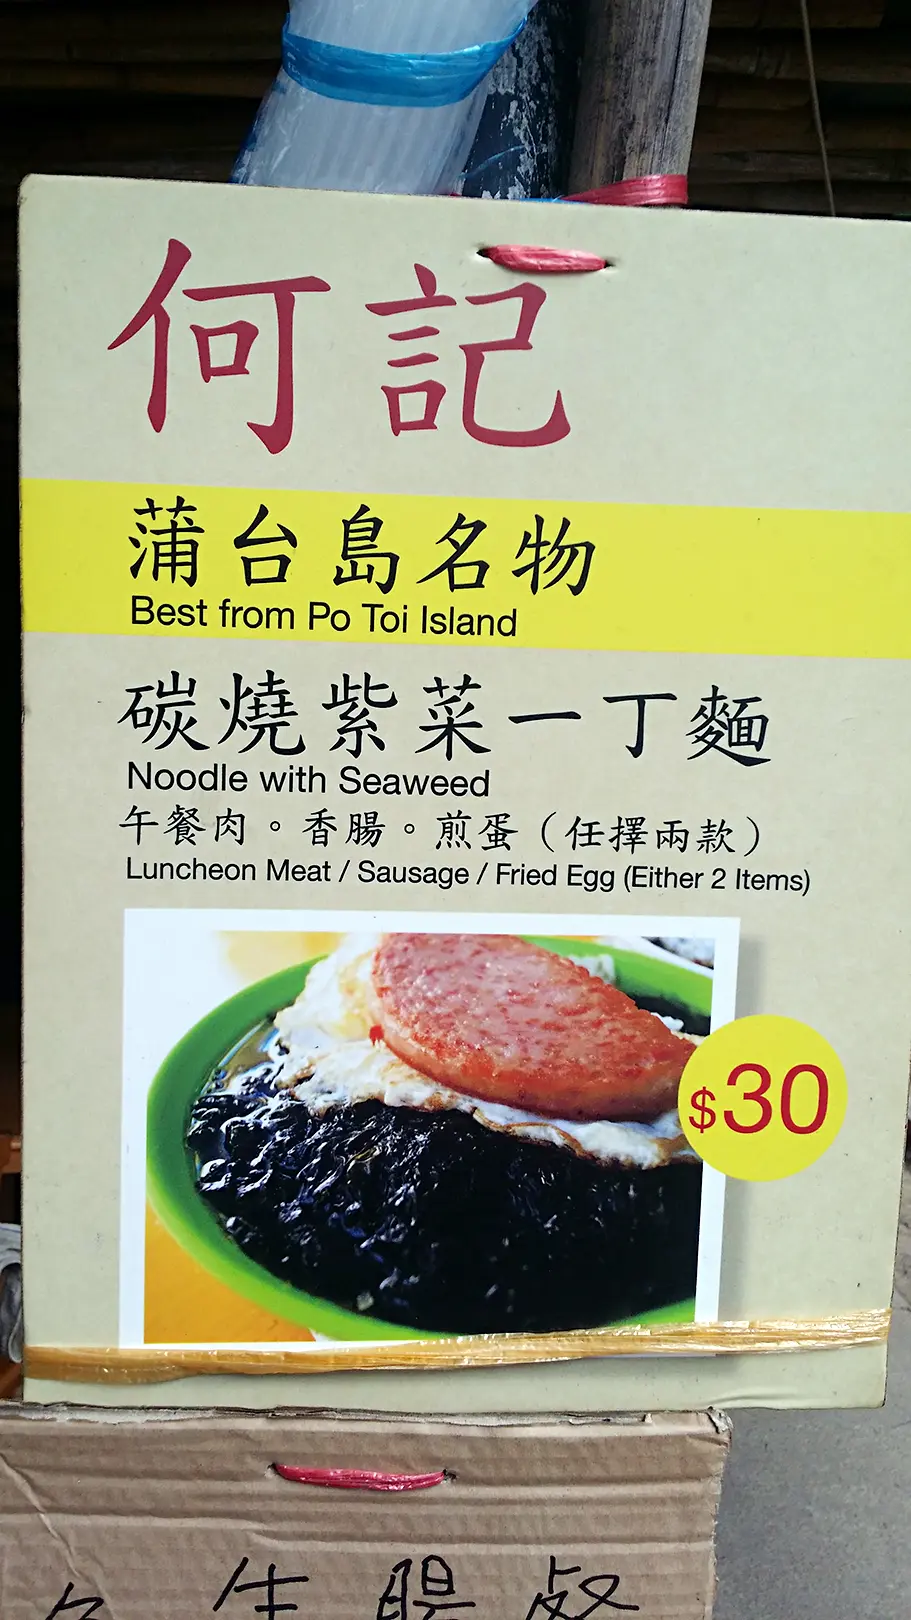 何記
蒲台島名物
Best from Po Toi Island
碳燒紫菜一丁麵
Noodle with Seaweed
午餐肉。香腸。煎蛋（任擇兩款）
Luncheon Meat / Sausage / Fried Egg (Either 2 Items)
$30